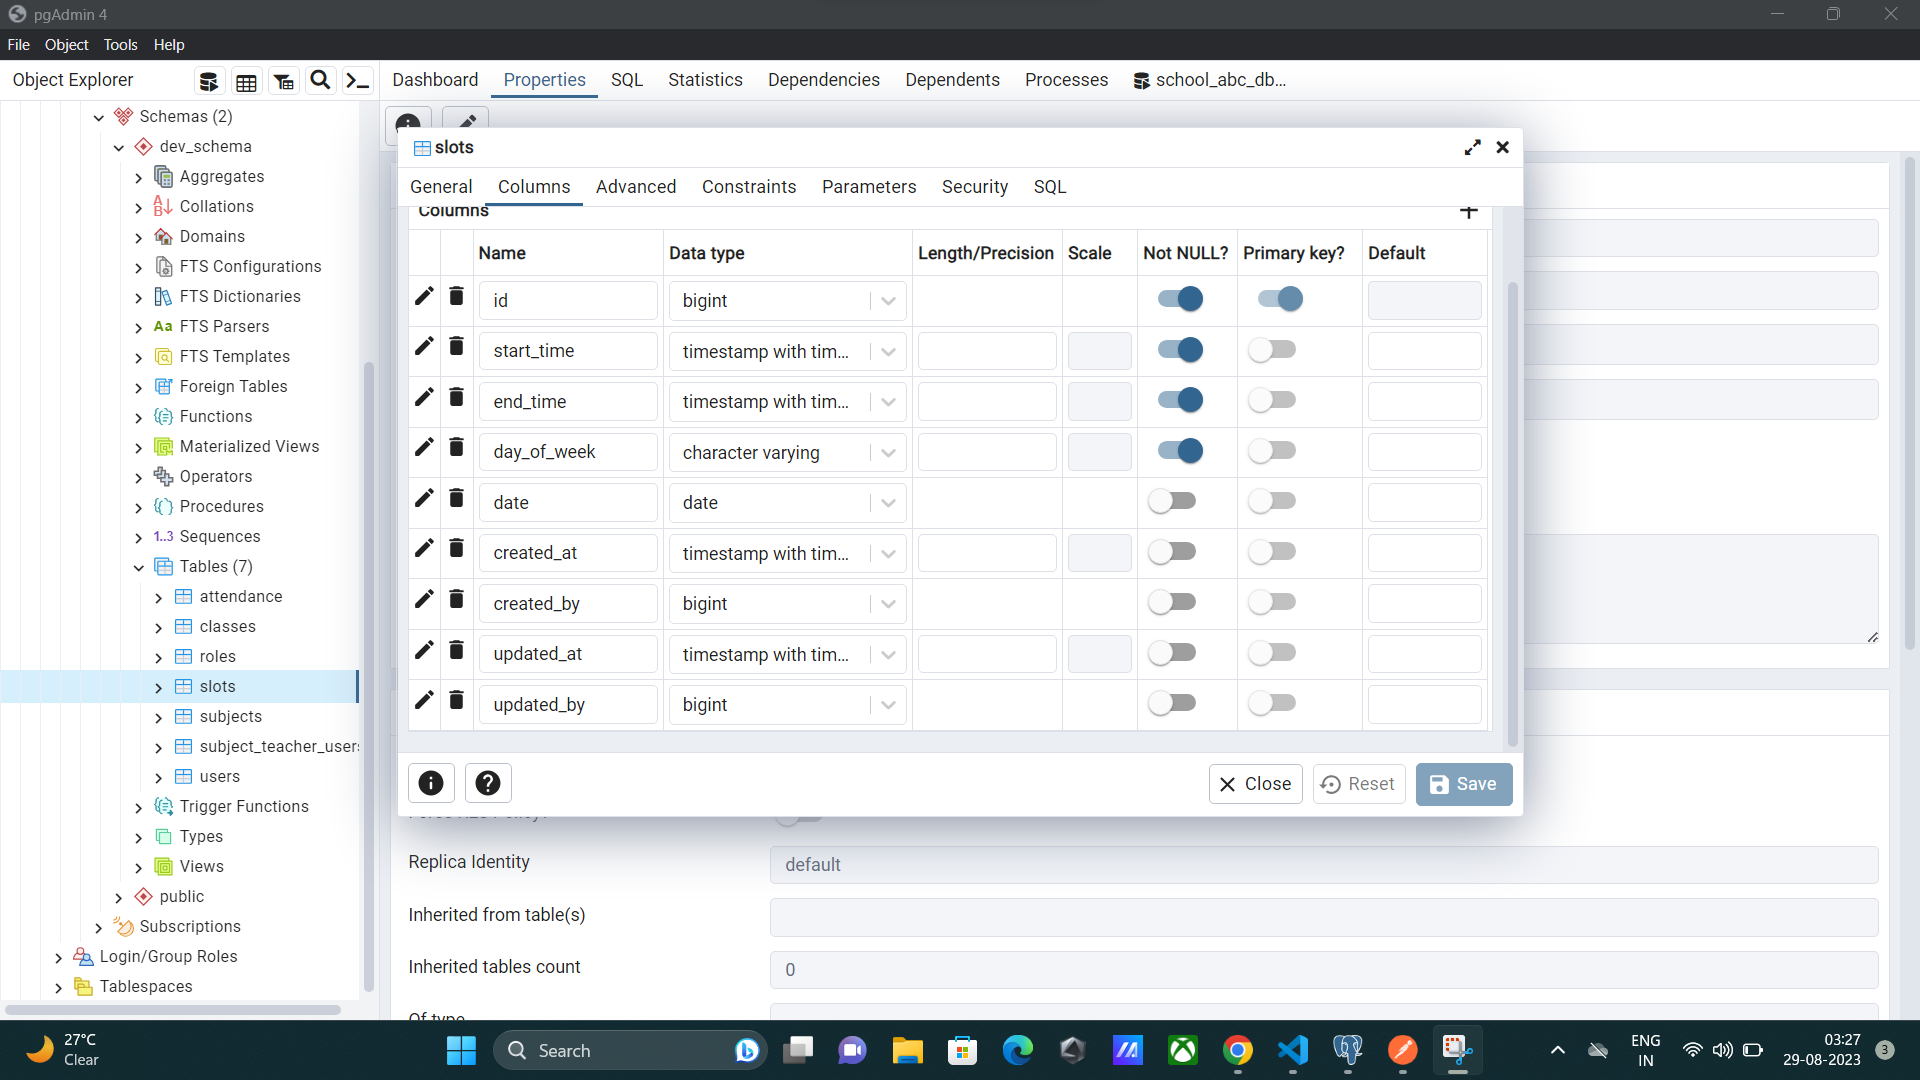 pgAdmin 4
File Object Tools Help
Object Explorer
Dashboard Properties SQL Statistics Dependencies Dependents Processes school_abc_db...
Schemas (2)
dev_schema
Aggregates
Collations
Domains
FTS Configurations
FTS Dictionaries
Aa FTS Parsers
FTS Templates
Foreign Tables
Functions
Materialized Views
Operators
Procedures
1..3 Sequences
Tables (7)
attendance
classes
roles
slots
subjects
subject_teacher_users
users
Trigger Functions
Types
Views
public
Subscriptions
Login/Group Roles
Tablespaces
slots
General Columns Advanced Constraints Parameters Security SQL
Columns
Name Data type Length/Precision Scale Not NULL? Primary key? Default
id bigint
start_time timestamp with tim...
end_time timestamp with tim...
day_of_week character varying
date date
created_at timestamp with tim...
created_by bigint
updated_at timestamp with tim...
updated_by bigint
Close Reset Save
Replica Identity default
Inherited from table(s)
Inherited tables count 0
Of type
27°C
Clear
Search
ENG
IN
03:27
29-08-2023
3